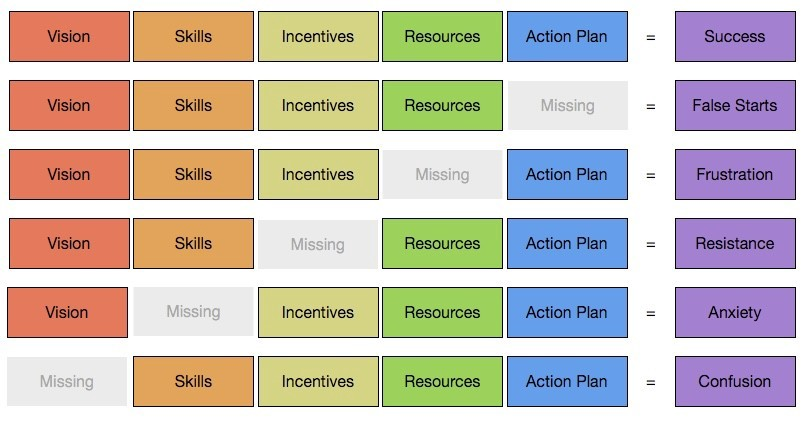 Vision Skills Incentives Resources Action Plan = Success
Vision Skills Incentives Resources Missing = False Starts
Vision Skills Incentives Missing Action Plan = Frustration
Vision Skills Missing Resources Action Plan = Resistance
Vision Missing Incentives Resources Action Plan = Anxiety
Missing Skills Incentives Resources Action Plan = Confusion